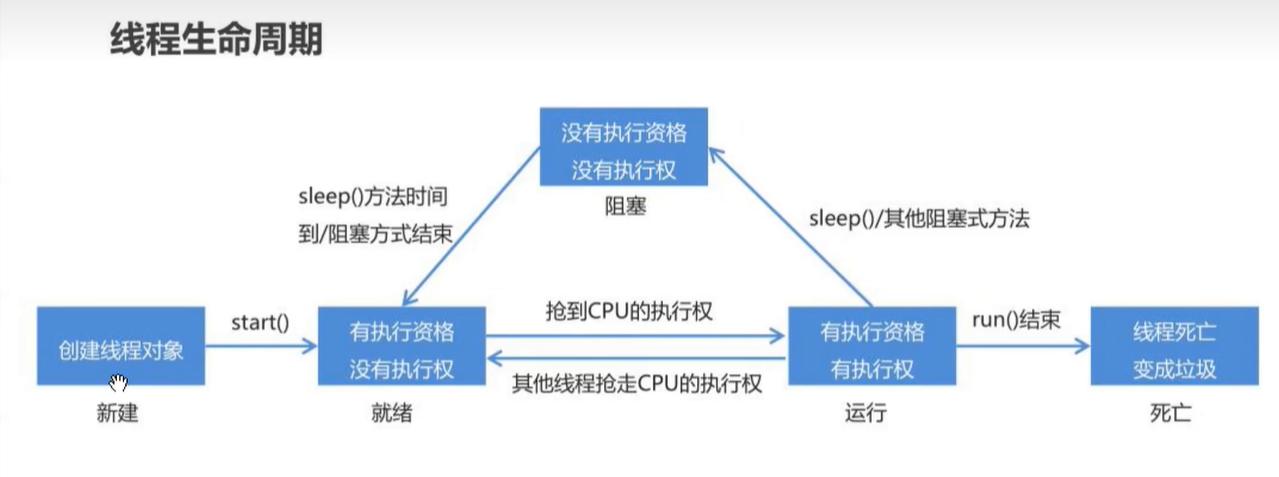 线程生命周期
没有执行资格
没有执行权
阻塞
sleep()方法时间
到/阻塞方式结束
sleep()/其他阻塞式方法
创建线程对象
新建
start()
有执行资格
没有执行权
就绪
抢到CPU的执行权
其他线程抢走CPU的执行权
有执行资格
有执行权
运行
run()结束
线程死亡
变成垃圾
死亡